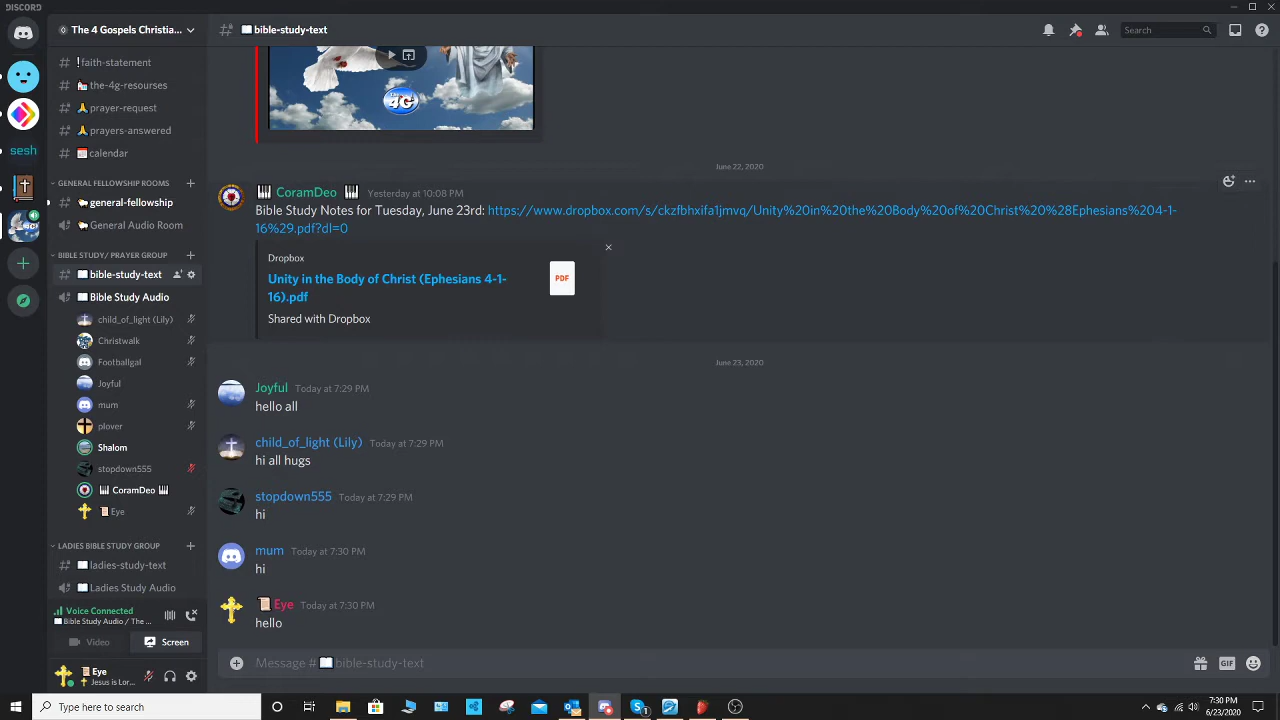 DISCORD
The 4 Gospels Christia...
# bible-study-text
Search
# faith-statement
# the-4g-resourses
# prayer-request
# prayers-answered
# calendar
GENERAL FELLOWSHIP ROOMS
# general-fellowship
General Audio Room
BIBLE STUDY/ PRAYER GROUP
# bible-study-text
Bible Study Audio
child_of_light (Lily)
Christwalk
Footballgal
Joyful
mum
plover
Shalom
stopdown555
CoramDeo
Eye
LADIES BIBLE STUDY GROUP
# ladies-study-text
Ladies Study Audio
Voice Connected
Bible Study Audio / The ...
Video
Screen
Eye
Jesus is Lor...
sesh
4G
June 22, 2020
CoramDeo Yesterday at 10:08 PM
Bible Study Notes for Tuesday, June 23rd: https://www.dropbox.com/s/ckzfbhxifa1jmvq/Unity%20in%20the%20Body%20of%20Christ%20%28Ephesians%204-1-
16%29.pdf?dl=0
Dropbox
Unity in the Body of Christ (Ephesians 4-1-
16).pdf
PDF
Shared with Dropbox
June 23, 2020
Joyful Today at 7:29 PM
hello all
child_of_light (Lily) Today at 7:29 PM
hi all hugs
stopdown555 Today at 7:29 PM
hi
mum Today at 7:30 PM
hi
Eye Today at 7:30 PM
hello
Message # bible-study-text
GIF
Type here to search
7:30 PM
6/23/2020